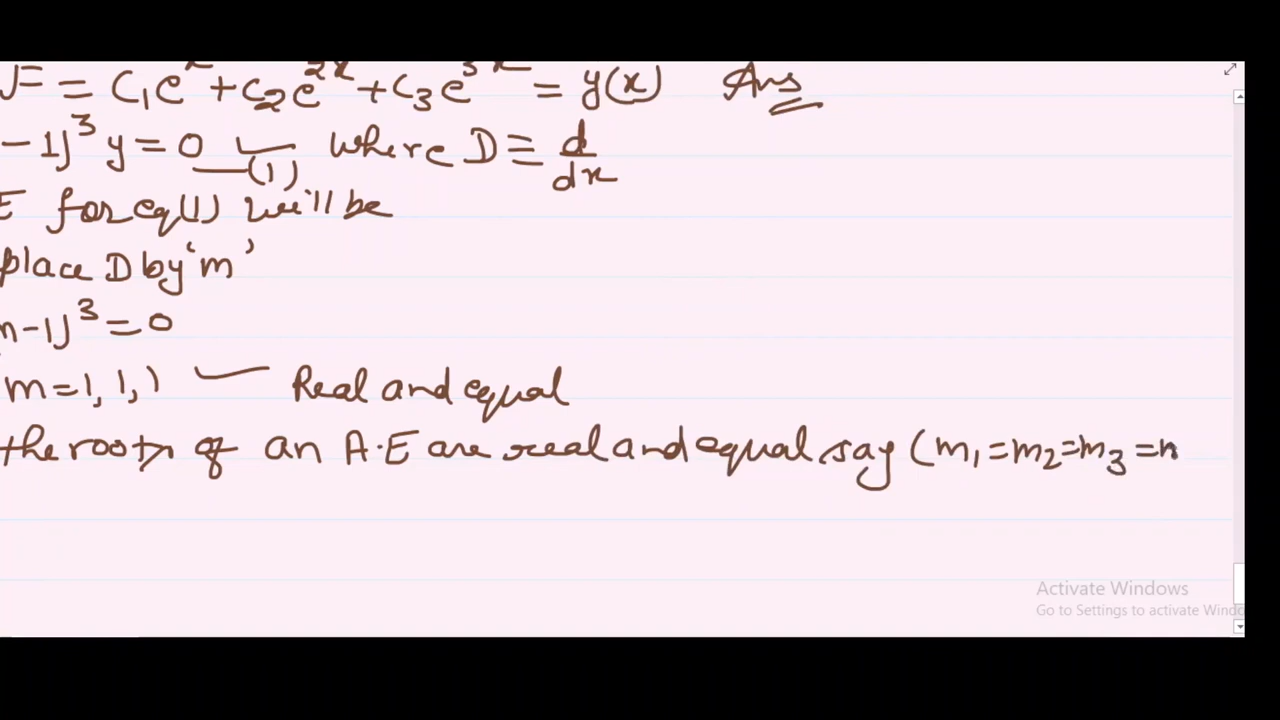 F = C₁eˣ + C₂e²ˣ + C₃e³ˣ = y(x) Ans
- 1)³ y = 0 where D ≡ d/dx
(1)
E for eq(1) will be
place D by 'm'
-1)³ = 0
m = 1, 1, 1 Real and equal
the roots of an A.E are real and equal say (m₁=m₂=m₃=
Activate Windows
Go to Settings to activate Windo